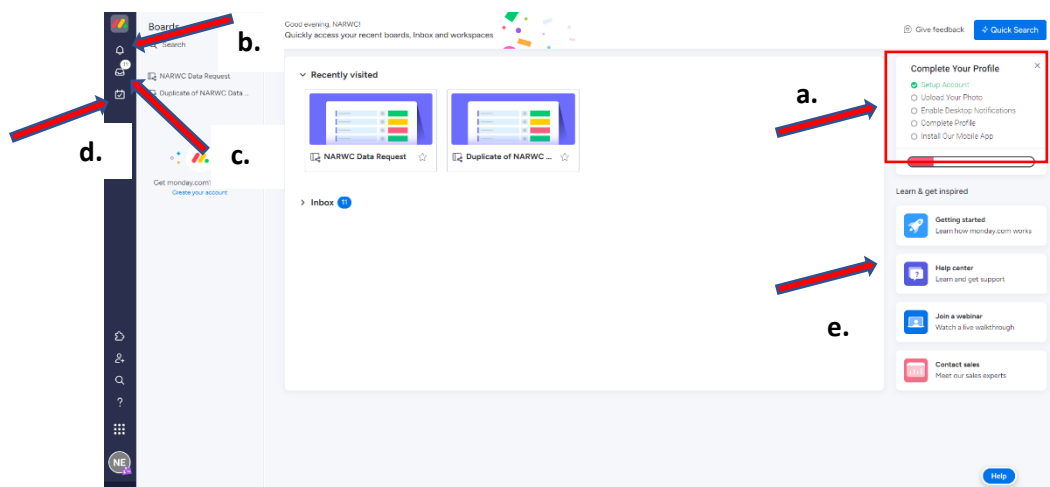 Boards
Search
NARWC Data Request
Duplicate of NARWC Data ...
Get monday.com
Create your account
11
NE
b.
c.
d.
Good evening, NARWC!
Quickly access your recent boards, Inbox and workspaces
Give feedback
Quick Search
Recently visited
NARWC Data Request
Duplicate of NARWC ...
Inbox 11
a.
e.
Complete Your Profile
Setup Account
Upload Your Photo
Enable Desktop Notifications
Complete Profile
Install Our Mobile App
Learn & get inspired
Getting started
Learn how monday.com works
Help center
Learn and get support
Join a webinar
Watch a live walkthrough
Contact sales
Meet our sales experts
Help